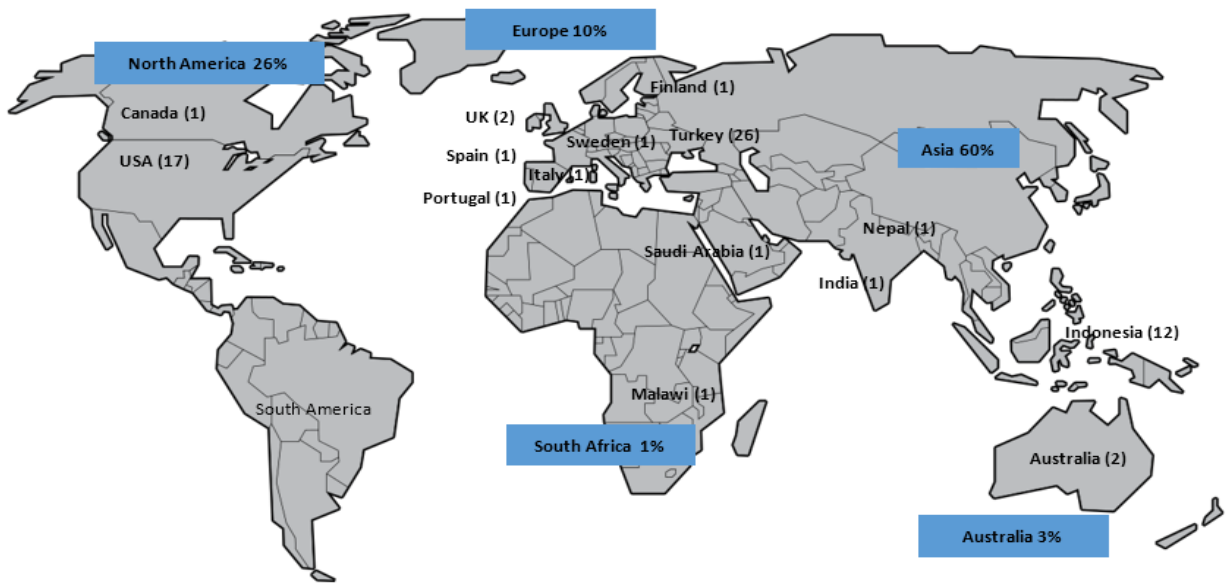 Europe 10%
North America 26%
Finland (1)
Canada (1)
UK (2)
Turkey (26)
Sweden (1)
Asia 60%
USA (17)
Spain (1)
Italy (1)
Portugal (1)
Nepal (1)
Saudi Arabia (1)
India (1)
Indonesia (12)
Malawi (1)
South America
South Africa 1%
Australia (2)
Australia 3%